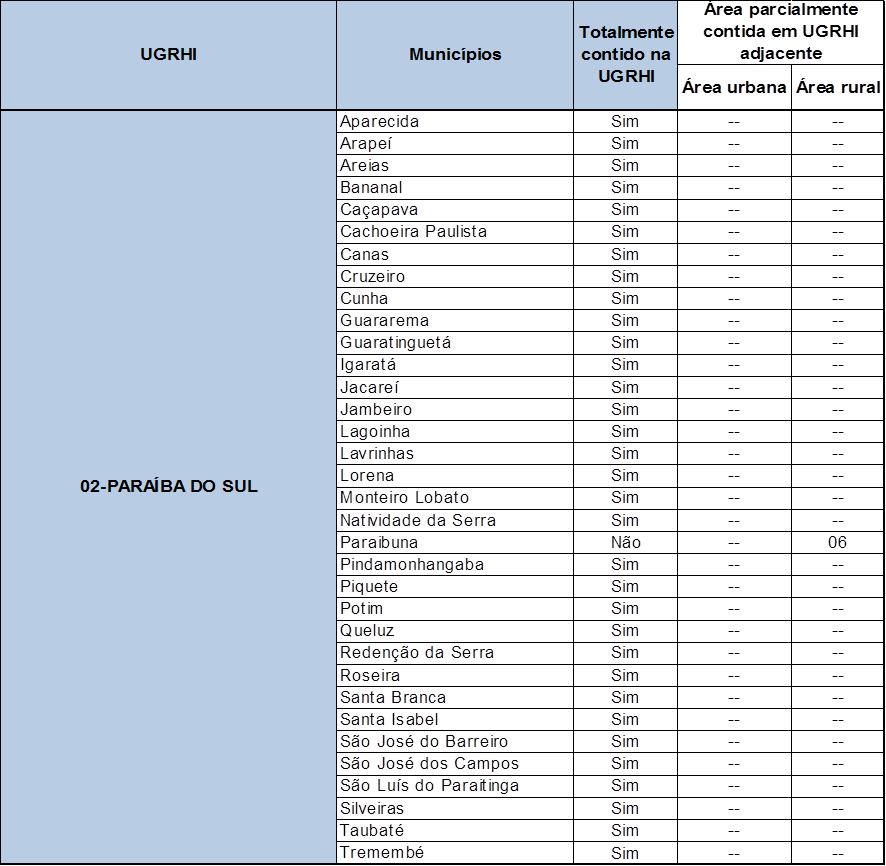 UGRHI
Municípios
Totalmente
contido na
UGRHI
Área parcialmente
contida em UGRHI
adjacente
Área urbana Área rural
02-PARAÍBA DO SUL
Aparecida Sim -- --
Arapeí Sim -- --
Areias Sim -- --
Bananal Sim -- --
Caçapava Sim -- --
Cachoeira Paulista Sim -- --
Canas Sim -- --
Cruzeiro Sim -- --
Cunha Sim -- --
Guararema Sim -- --
Guaratinguetá Sim -- --
Igaratá Sim -- --
Jacareí Sim -- --
Jambeiro Sim -- --
Lagoinha Sim -- --
Lavrinhas Sim -- --
Lorena Sim -- --
Monteiro Lobato Sim -- --
Natividade da Serra Sim -- --
Paraibuna Não -- 06
Pindamonhangaba Sim -- --
Piquete Sim -- --
Potim Sim -- --
Queluz Sim -- --
Redenção da Serra Sim -- --
Roseira Sim -- --
Santa Branca Sim -- --
Santa Isabel Sim -- --
São José do Barreiro Sim -- --
São José dos Campos Sim -- --
São Luís do Paraitinga Sim -- --
Silveiras Sim -- --
Taubaté Sim -- --
Tremembé Sim -- --